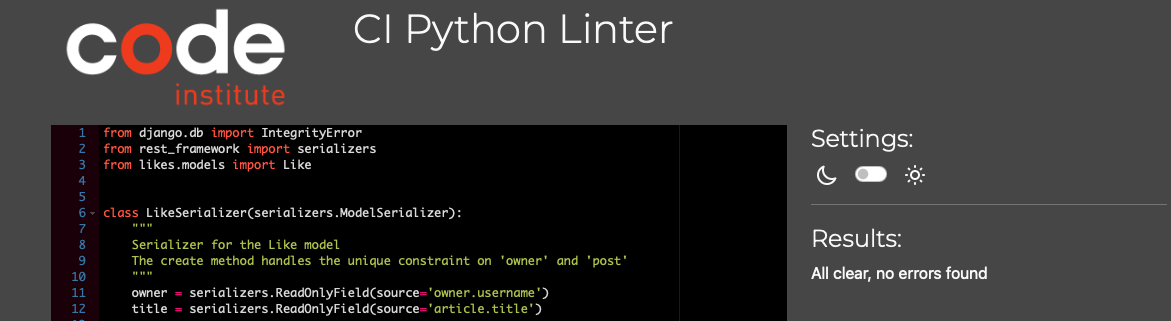 code
institute
CI Python Linter
1 from django.db import IntegrityError
2 from rest_framework import serializers
3 from likes.models import Like
4
5
6 class LikeSerializer(serializers.ModelSerializer):
7     """
8     Serializer for the Like model
9     The create method handles the unique constraint on 'owner' and 'post'
10     """
11     owner = serializers.ReadOnlyField(source='owner.username')
12     title = serializers.ReadOnlyField(source='article.title')
Settings:
Results:
All clear, no errors found